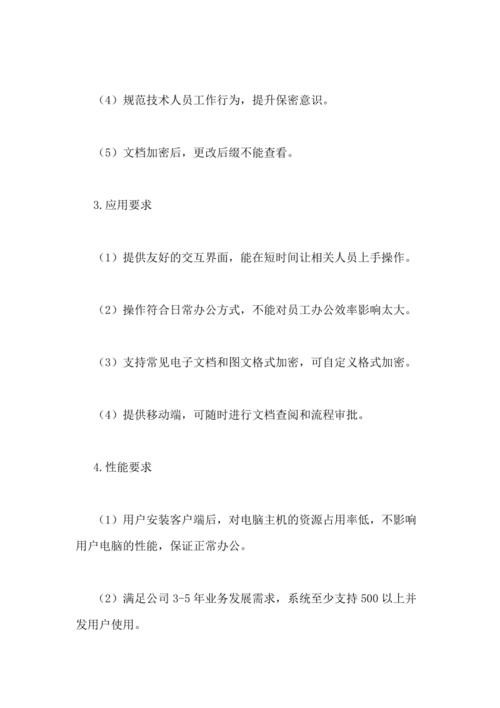 （4）规范技术人员工作行为，提升保密意识。
（5）文档加密后，更改后缀不能查看。
3.应用要求
（1）提供友好的交互界面，能在短时间让相关人员上手操作。
（2）操作符合日常办公方式，不能对员工办公效率影响太大。
（3）支持常见电子文档和图文格式加密，可自定义格式加密。
（4）提供移动端，可随时进行文档查阅和流程审批。
4.性能要求
（1）用户安装客户端后，对电脑主机的资源占用率低，不影响
用户电脑的性能，保证正常办公。
（2）满足公司3-5年业务发展需求，系统至少支持500以上并
发用户使用。